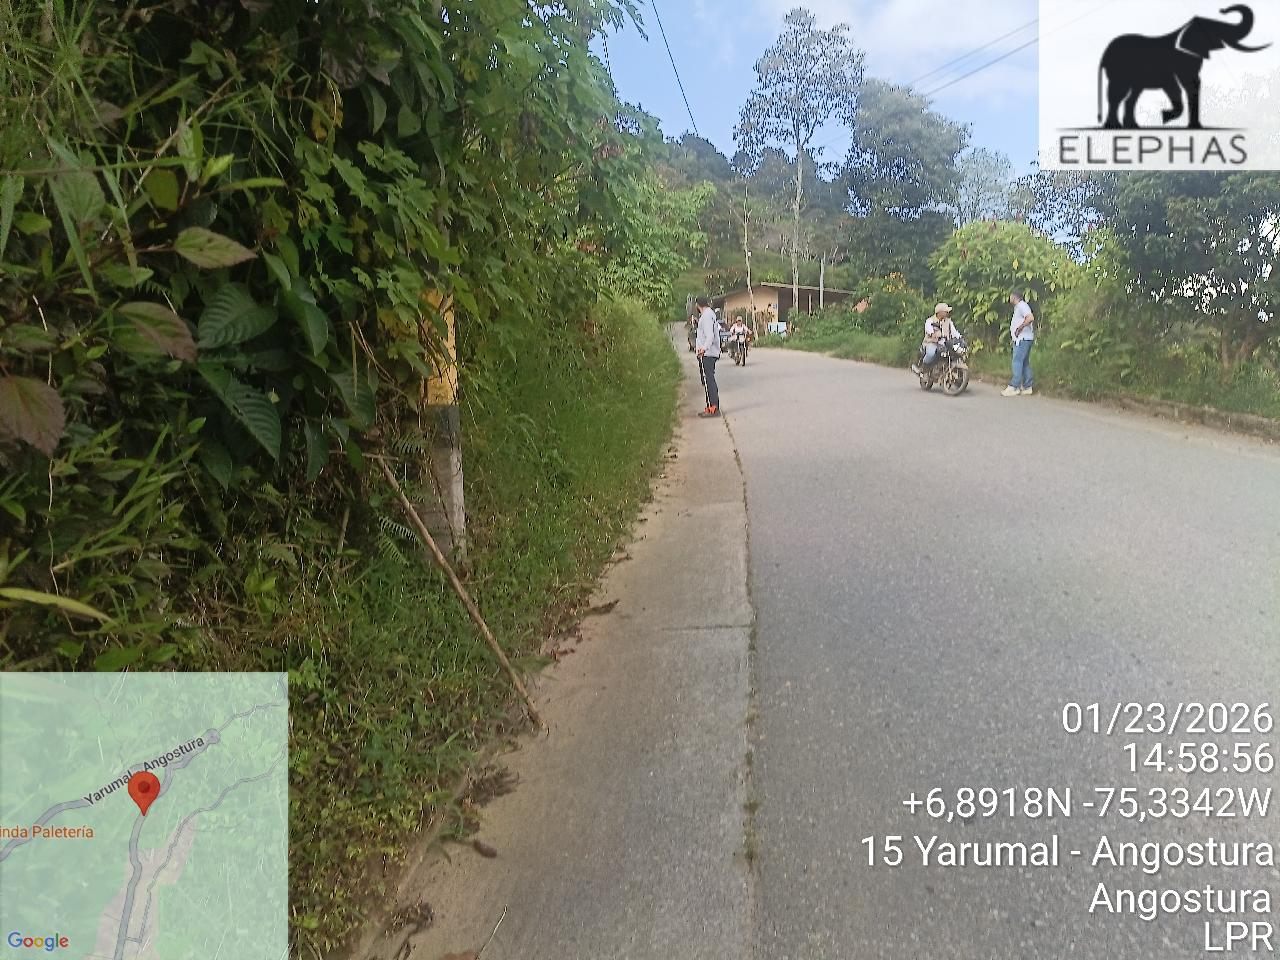 ELEPHAS
Yarumal - Angostura
inda Paletería
Google
01/23/2026
14:58:56
+6,8918N -75,3342W
15 Yarumal - Angostura
Angostura
LPR